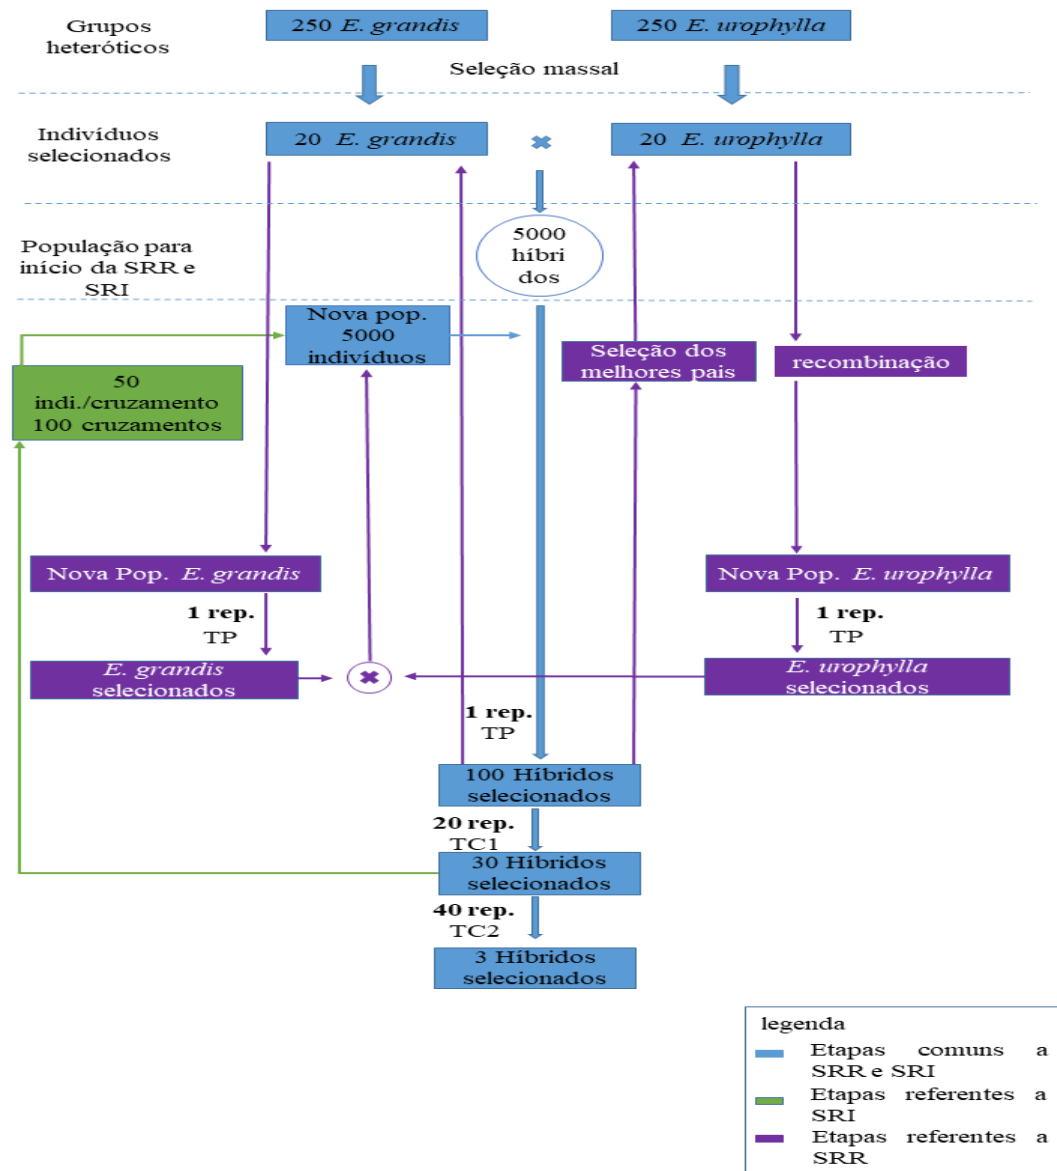 Grupos
heteróticos
250 E. grandis
250 E. urophylla
Seleção massal
Indivíduos
selecionados
20 E. grandis
20 E. urophylla
População para
início da SRR e
SRI
5000
híbri
dos
Nova pop.
5000
indivíduos
Seleção dos
melhores pais
recombinação
50
indi./cruzamento
100 cruzamentos
Nova Pop. E. grandis
Nova Pop. E. urophylla
1 rep.
TP
1 rep.
TP
E. grandis
selecionados
E. urophylla
selecionados
1 rep.
TP
100 Híbridos
selecionados
20 rep.
TC1
30 Híbridos
selecionados
40 rep.
TC2
3 Híbridos
selecionados
legenda
Etapas comuns a
SRR e SRI
Etapas referentes a
SRI
Etapas referentes a
SRR